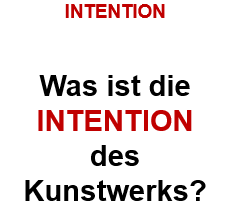 INTENTION
Was ist die
INTENTION
des
Kunstwerks?